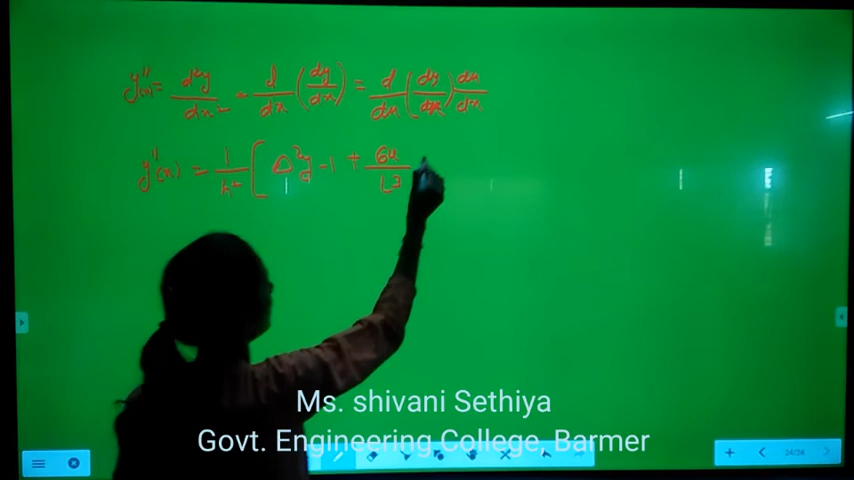 y''(x) = d²y/dx² = d/dx (dy/dx) = d/du (dy/dx) du/dx
y''(x) = 1/h² [ Δ²y-1 + 6u/L3
Ms. shivani Sethiya
Govt. Engineering College, Barmer
24/24